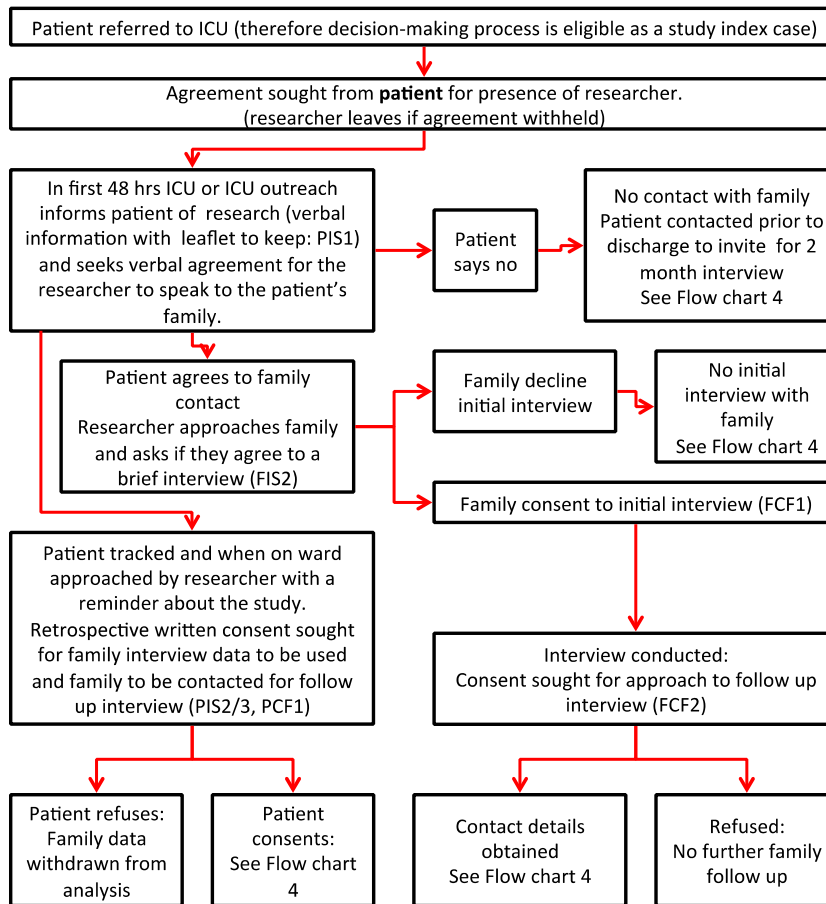 Patient referred to ICU (therefore decision-making process is eligible as a study index case)
Agreement sought from patient for presence of researcher.
(researcher leaves if agreement withheld)
In first 48 hrs ICU or ICU outreach
informs patient of research (verbal
information with leaflet to keep: PIS1)
and seeks verbal agreement for the
researcher to speak to the patient's
family.
Patient
says no
No contact with family
Patient contacted prior to
discharge to invite for 2
month interview
See Flow chart 4
Patient agrees to family
contact
Researcher approaches family
and asks if they agree to a
brief interview (FIS2)
Family decline
initial interview
No initial
interview with
family
See Flow chart 4
Family consent to initial interview (FCF1)
Patient tracked and when on ward
approached by researcher with a
reminder about the study.
Retrospective written consent sought
for family interview data to be used
and family to be contacted for follow
up interview (PIS2/3, PCF1)
Interview conducted:
Consent sought for approach to follow up
interview (FCF2)
Patient refuses:
Family data
withdrawn from
analysis
Patient
consents:
See Flow chart
4
Contact details
obtained
See Flow chart 4
Refused:
No further family
follow up